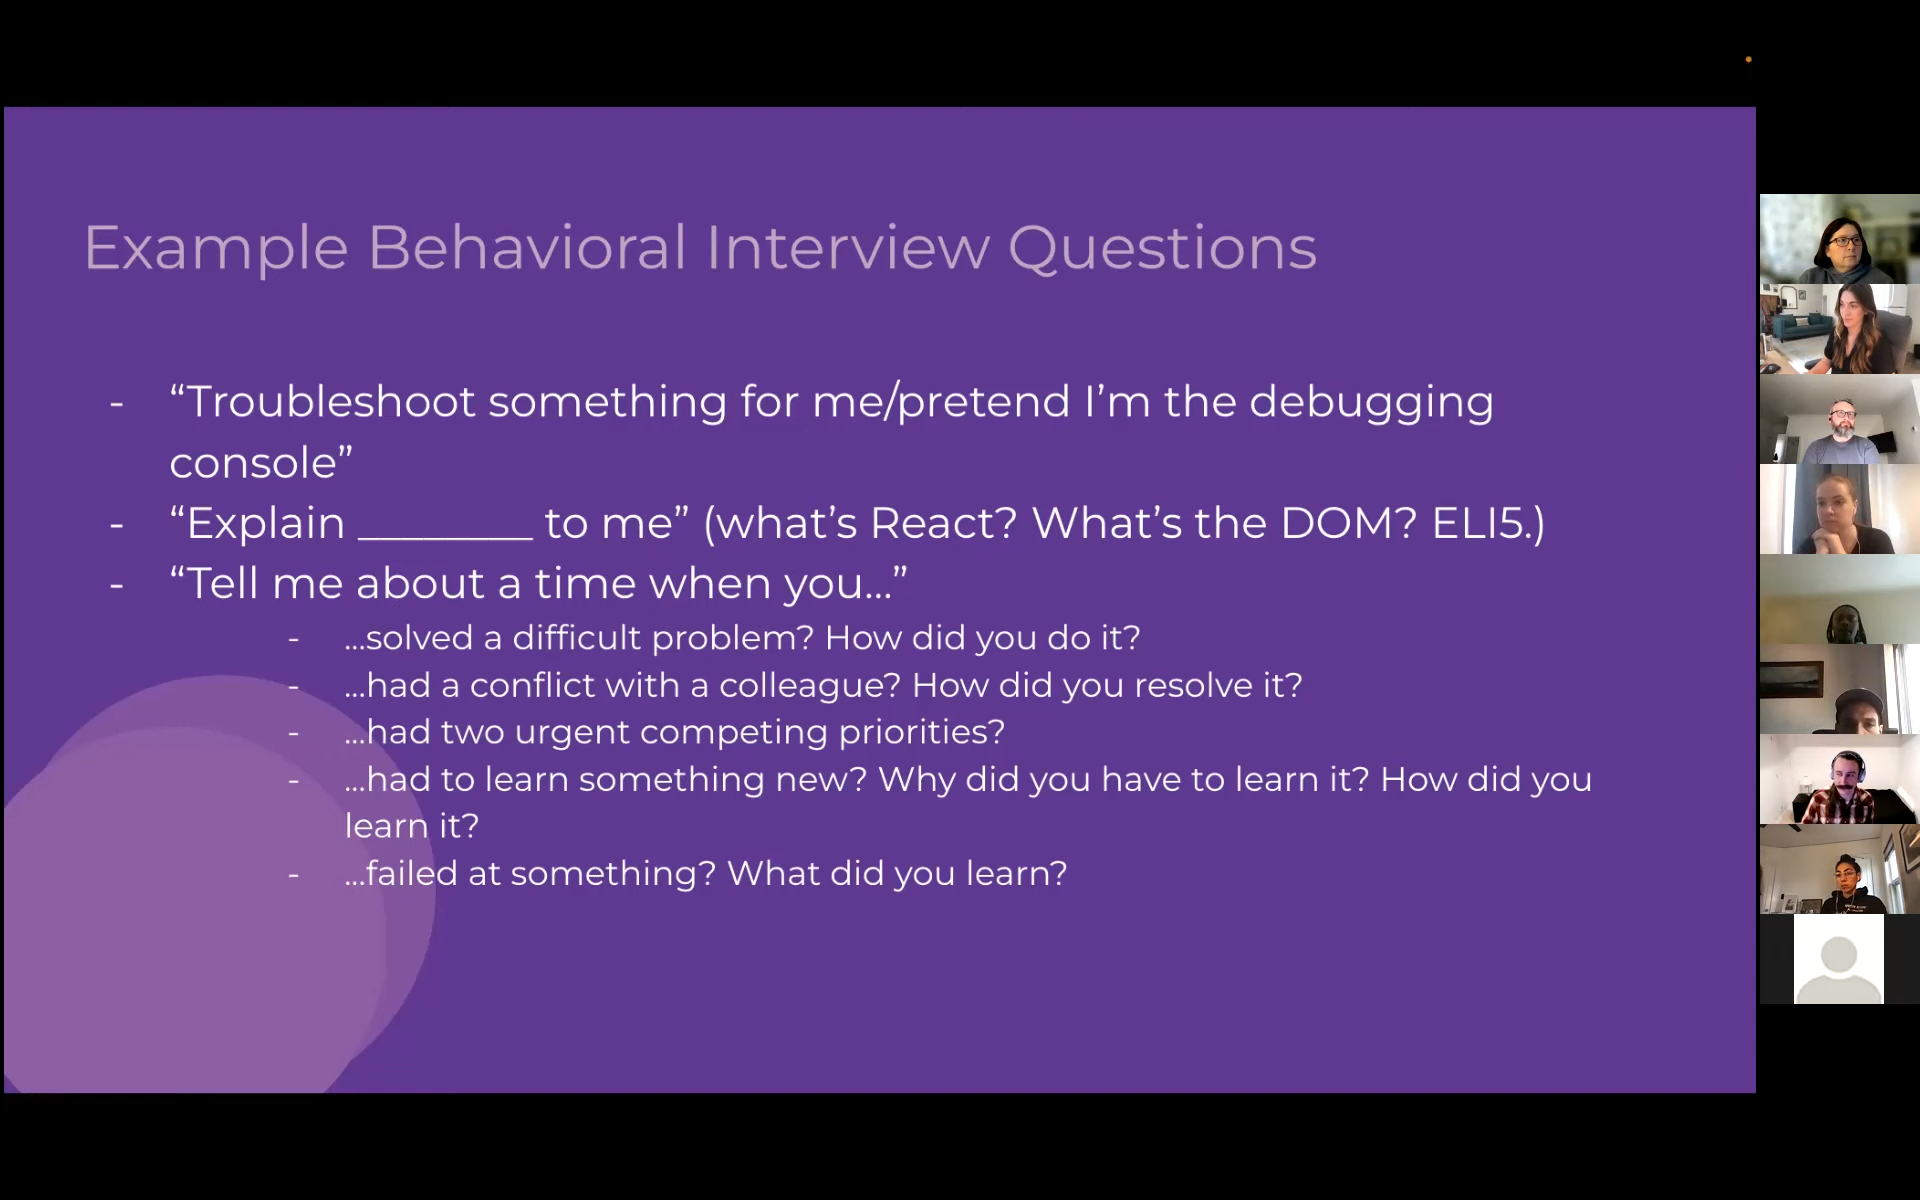 Example Behavioral Interview Questions
- “Troubleshoot something for me/pretend I’m the debugging
console”
- “Explain ________ to me” (what’s React? What’s the DOM? ELI5.)
- “Tell me about a time when you...”
- ...solved a difficult problem? How did you do it?
- ...had a conflict with a colleague? How did you resolve it?
- ...had two urgent competing priorities?
- ...had to learn something new? Why did you have to learn it? How did you
learn it?
- ...failed at something? What did you learn?